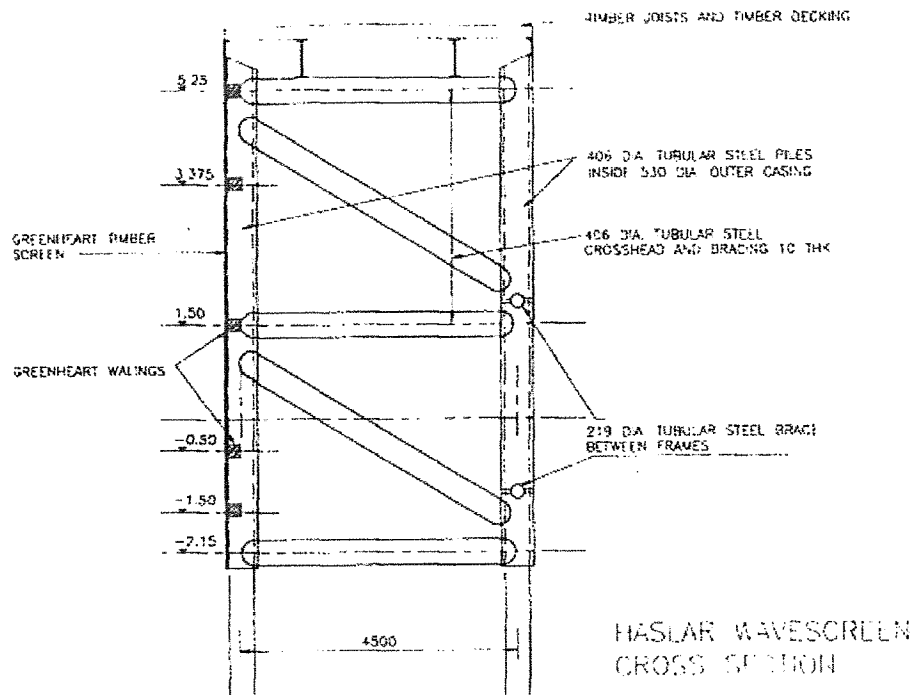 TIMBER JOISTS AND TIMBER DECKING
5.25
3.375
406 DIA. TUBULAR STEEL PILES
INSIDE 530 DIA. OUTER CASING
GREENHEART TIMBER
SCREEN
406 DIA. TUBULAR STEEL
CROSSHEAD AND BRACING 10 THK
1.50
GREENHEART WALINGS
-0.50
219 DIA. TUBULAR STEEL BRACE
BETWEEN FRAMES
-1.50
-2.15
4500
HASLAR WAVESCREEN
CROSS SECTION